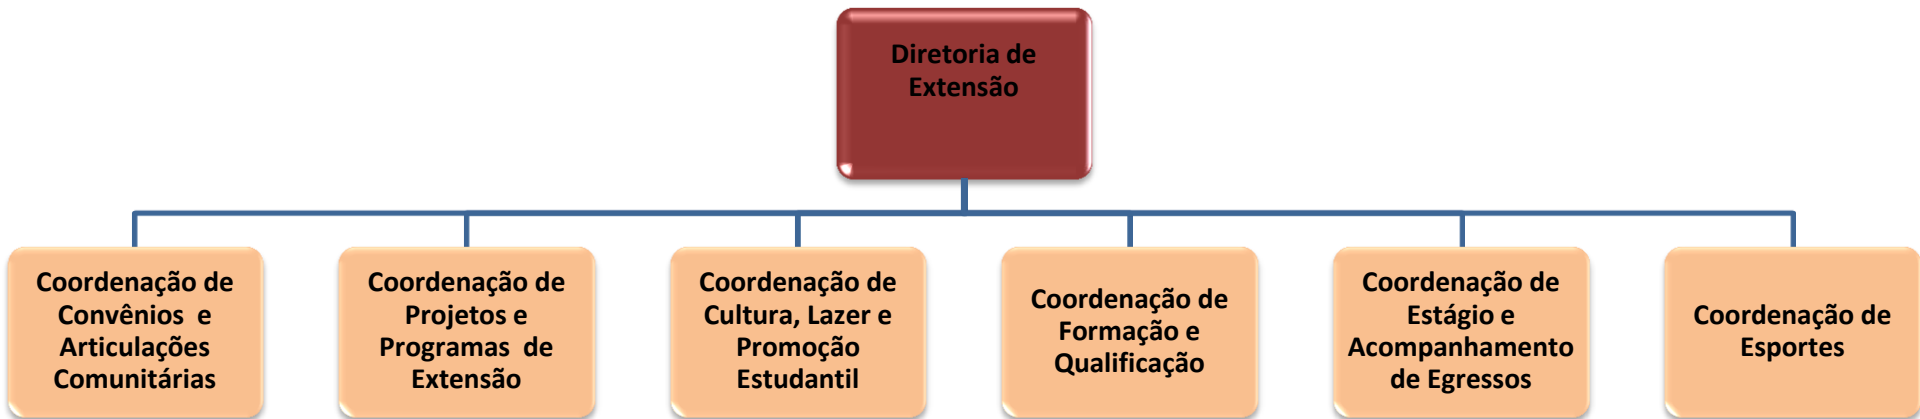 Diretoria de
Extensão
Coordenação de
Convênios e
Articulações
Comunitárias
Coordenação de
Projetos e
Programas de
Extensão
Coordenação de
Cultura, Lazer e
Promoção
Estudantil
Coordenação de
Formação e
Qualificação
Coordenação de
Estágio e
Acompanhamento
de Egressos
Coordenação de
Esportes